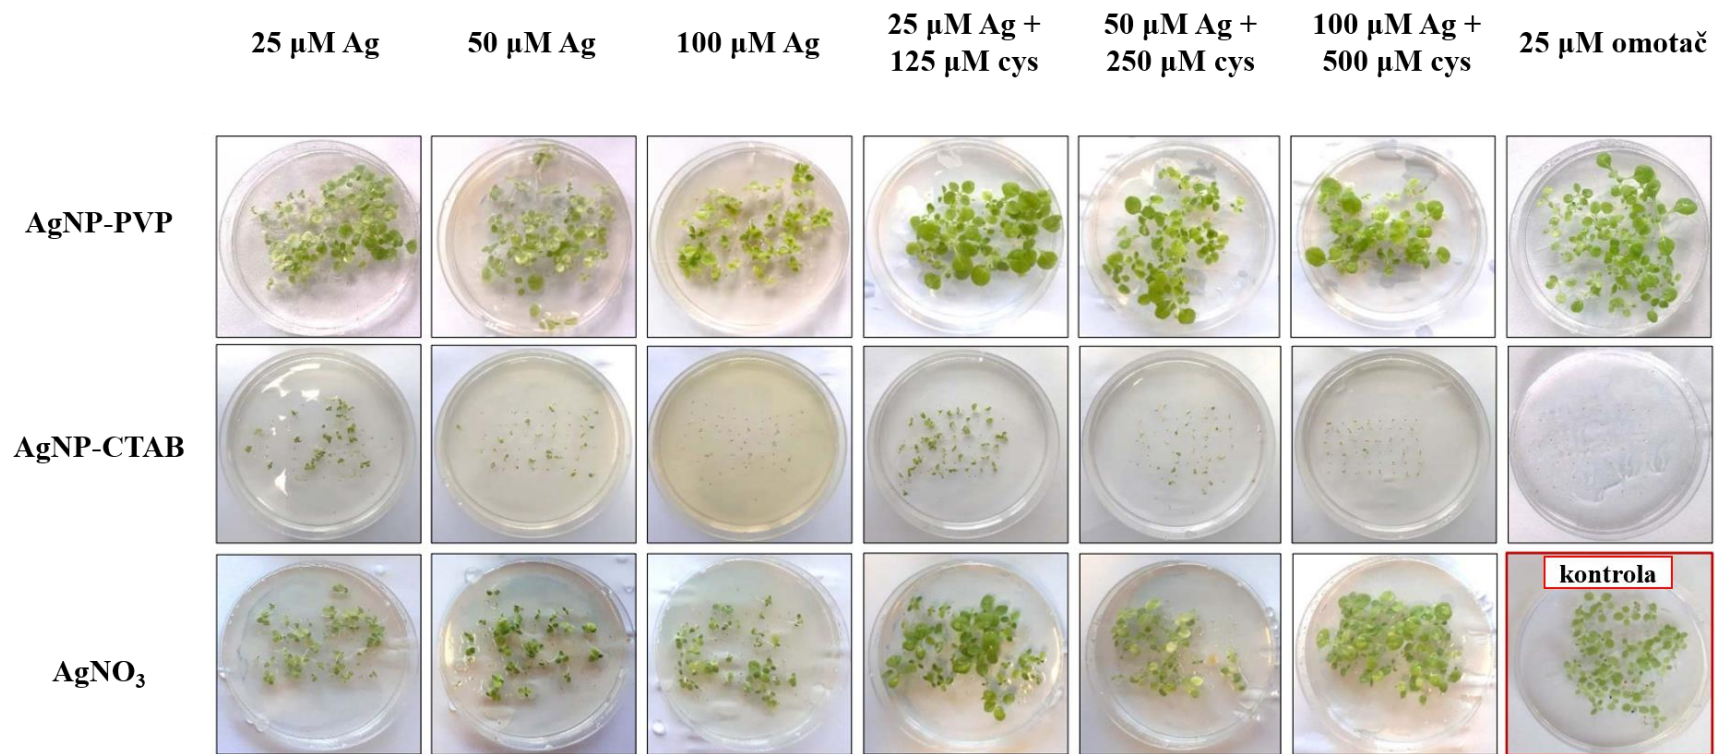 25 μM Ag
50 μM Ag
100 μM Ag
25 μM Ag +
125 μM cys
50 μM Ag +
250 μM cys
100 μM Ag +
500 μM cys
25 μM omotač
AgNP-PVP
AgNP-CTAB
AgNO₃
kontrola